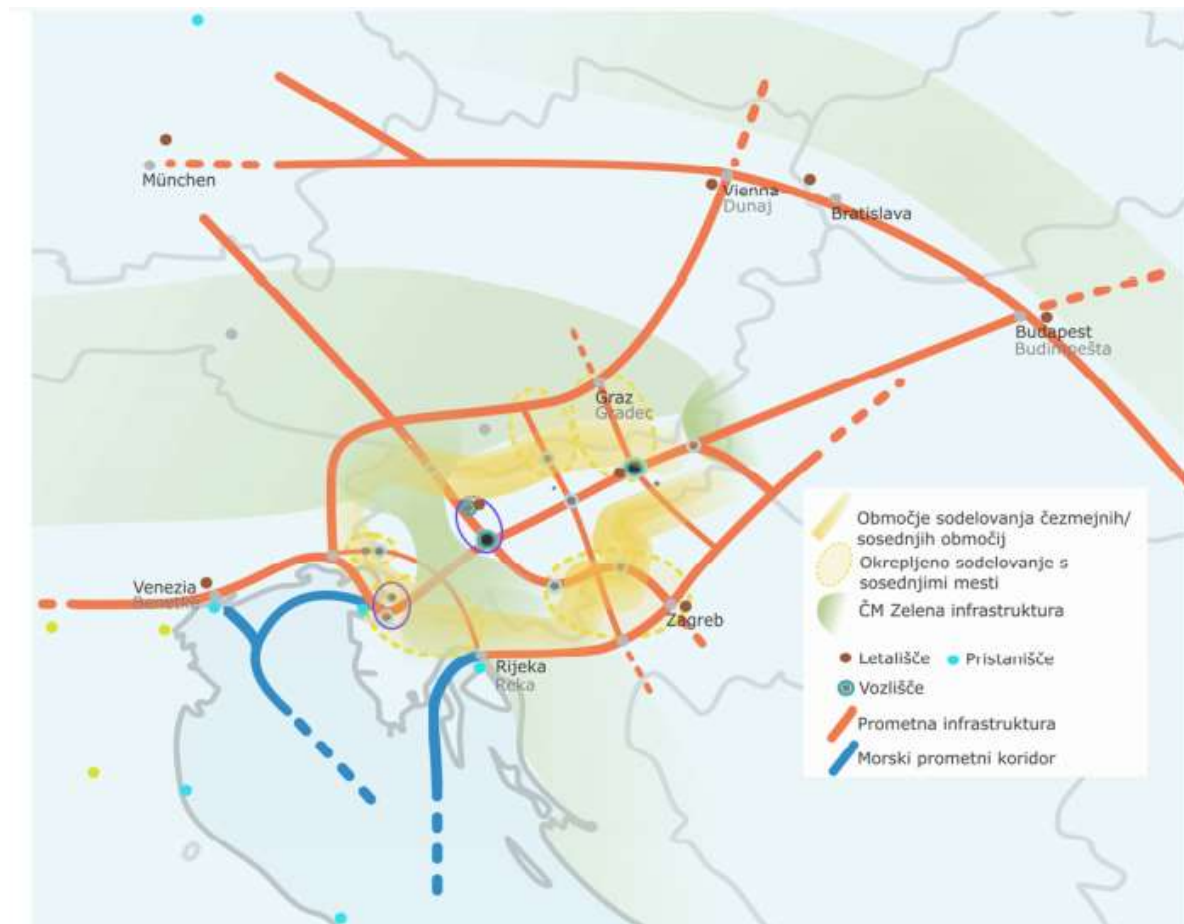 München
Vienna
Dunaj
Bratislava
Budapest
Budimpešta
Graz
Gradec
Venezia
Benetke
Zagreb
Rijeka
Reka
Območje sodelovanja čezmejnih/
sosednjih območij
Okrepljeno sodelovanje s
sosednjimi mesti
ČM Zelena infrastruktura
Letališče
Pristanišče
Vozlišče
Prometna infrastruktura
Morski prometni koridor